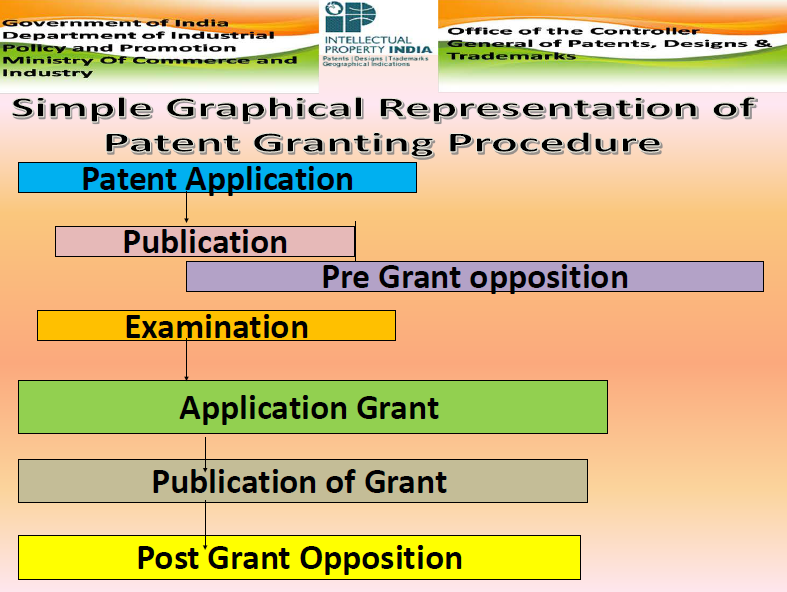 Government of India
Department of Industrial
Policy and Promotion
Ministry Of Commerce and
Industry
INTELLECTUAL
PROPERTY INDIA
Patents | Designs | Trademarks
Geographical Indications
Office of the Controller
General of Patents, Designs &
Trademarks
Simple Graphical Representation of
Patent Granting Procedure
Patent Application
Publication
Pre Grant opposition
Examination
Application Grant
Publication of Grant
Post Grant Opposition